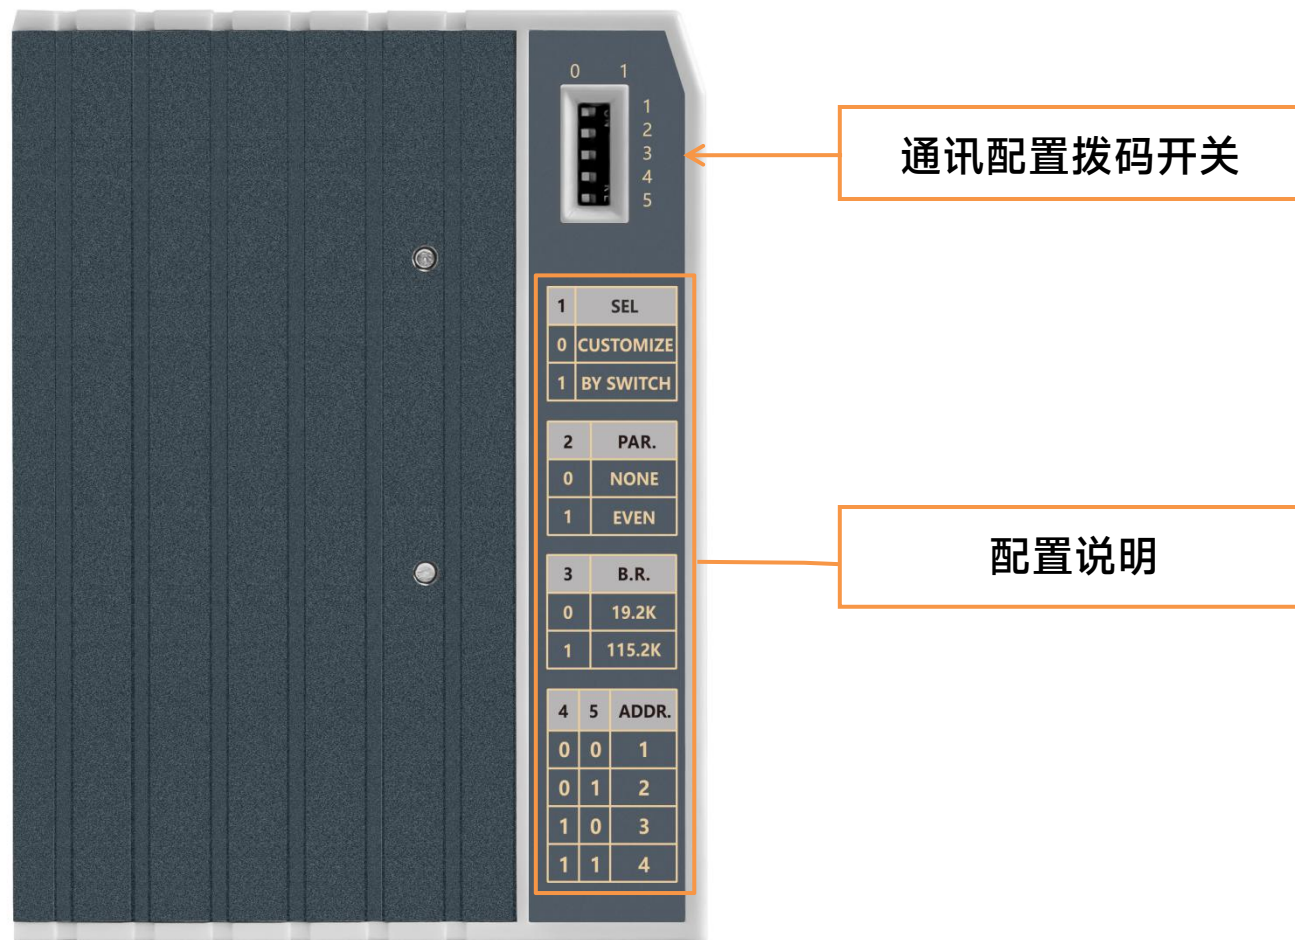 0 1
1
2
3
4
5
通讯配置拨码开关
1 SEL
0 CUSTOMIZE
1 BY SWITCH
2 PAR.
0 NONE
1 EVEN
3 B.R.
0 19.2K
1 115.2K
配置说明
4 5 ADDR.
0 0 1
0 1 2
1 0 3
1 1 4